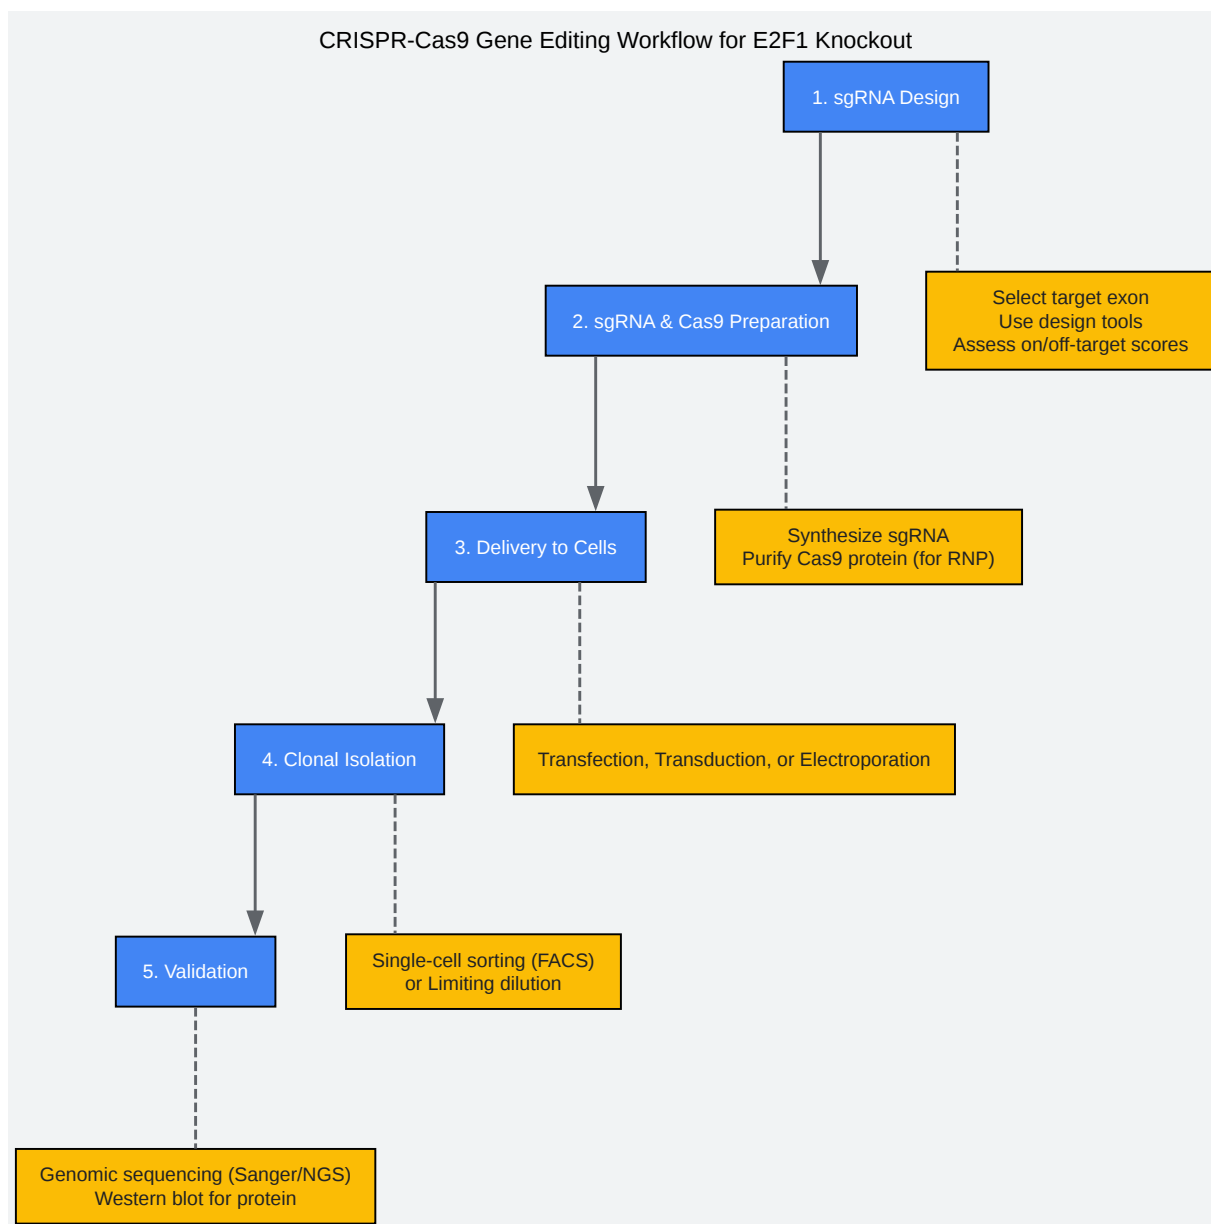 CRISPR-Cas9 Gene Editing Workflow for E2F1 Knockout
1. sgRNA Design
Select target exon
Use design tools
Assess on/off-target scores
2. sgRNA & Cas9 Preparation
Synthesize sgRNA
Purify Cas9 protein (for RNP)
3. Delivery to Cells
Transfection, Transduction, or Electroporation
4. Clonal Isolation
Single-cell sorting (FACS)
or Limiting dilution
5. Validation
Genomic sequencing (Sanger/NGS)
Western blot for protein